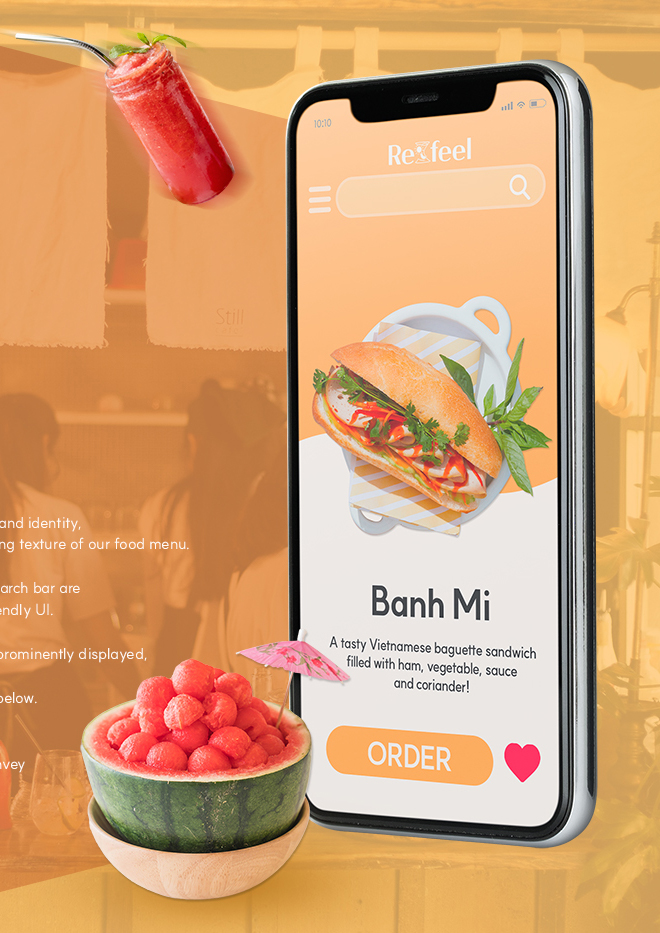 10:10
Refeel
Still
Banh Mi
A tasty Vietnamese baguette sandwich
filled with ham, vegetable, sauce
and coriander!
ORDER
and identity,
ng texture of our food menu.
arch bar are
endly UI.
prominently displayed,
below.
nvey